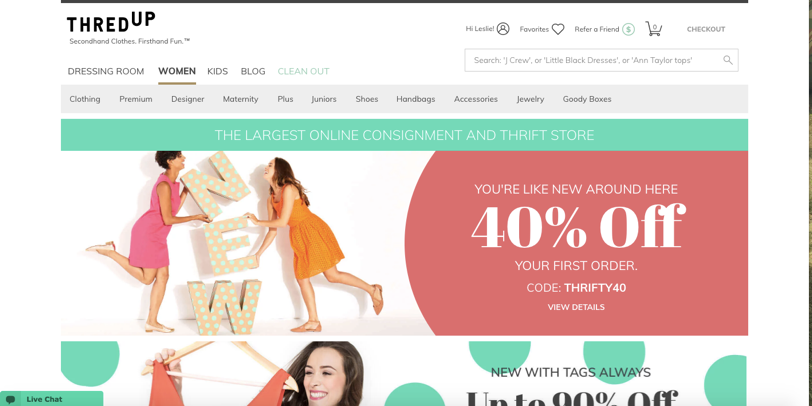 THREDUP
Secondhand Clothes. Firsthand Fun.™
Hi Leslie!
Favorites
Refer a Friend $
0
CHECKOUT
Search: 'J Crew', or 'Little Black Dresses', or 'Ann Taylor tops'
DRESSING ROOM WOMEN KIDS BLOG CLEAN OUT
Clothing Premium Designer Maternity Plus Juniors Shoes Handbags Accessories Jewelry Goody Boxes
THE LARGEST ONLINE CONSIGNMENT AND THRIFT STORE
NEW
YOU'RE LIKE NEW AROUND HERE
40% Off
YOUR FIRST ORDER.
CODE: THRIFTY40
VIEW DETAILS
NEW WITH TAGS ALWAYS
Up to 90% Off
Live Chat